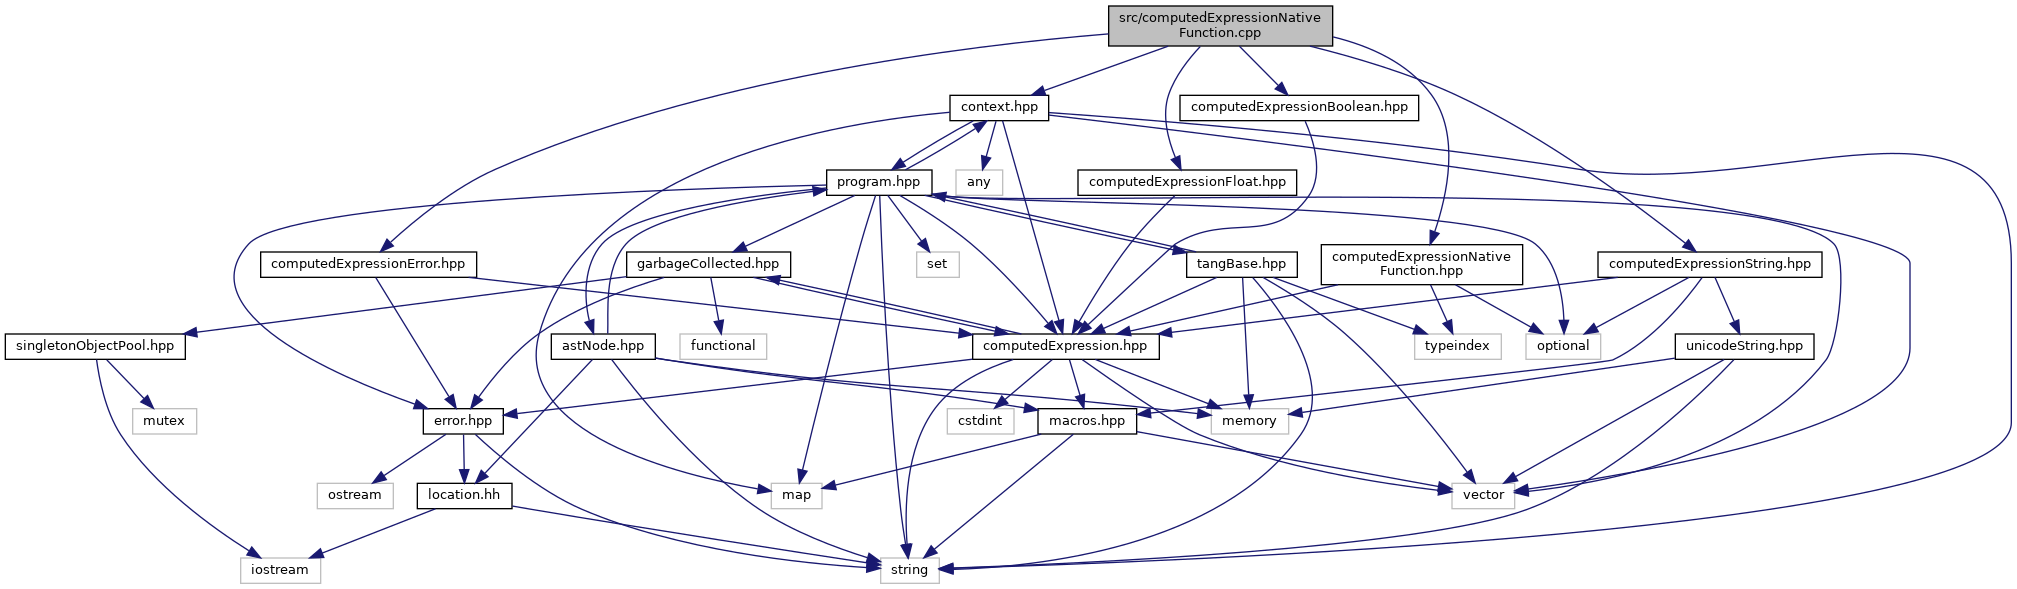 src/computedExpressionNative
Function.cpp
context.hpp
computedExpressionBoolean.hpp
program.hpp
any
computedExpressionFloat.hpp
computedExpressionError.hpp
garbageCollected.hpp
set
tangBase.hpp
computedExpressionNative
Function.hpp
computedExpressionString.hpp
singletonObjectPool.hpp
astNode.hpp
functional
computedExpression.hpp
typeindex
optional
unicodeString.hpp
mutex
error.hpp
cstdint
macros.hpp
memory
ostream
location.hh
map
vector
iostream
string